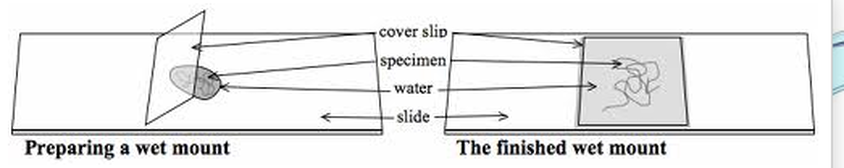 cover slip
specimen
water
slide
Preparing a wet mount
The finished wet mount